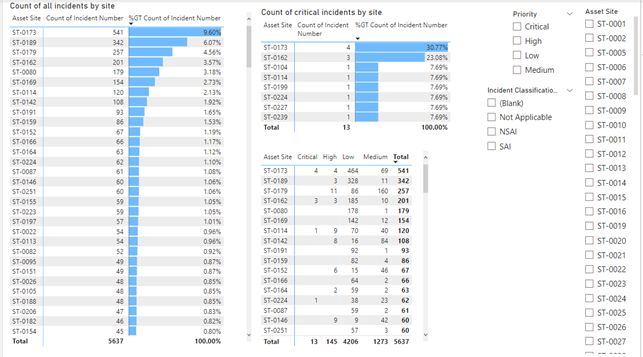 Count of all incidents by site
Asset Site Count of Incident Number %GT Count of Incident Number
ST-0173 541 9.60%
ST-0189 342 6.07%
ST-0179 257 4.56%
ST-0162 201 3.57%
ST-0080 179 3.18%
ST-0169 154 2.73%
ST-0114 120 2.13%
ST-0142 108 1.92%
ST-0191 93 1.65%
ST-0159 86 1.53%
ST-0152 67 1.19%
ST-0166 66 1.17%
ST-0164 63 1.12%
ST-0224 62 1.10%
ST-0087 61 1.08%
ST-0146 60 1.06%
ST-0251 60 1.06%
ST-0155 59 1.05%
ST-0223 59 1.05%
ST-0197 57 1.01%
ST-0022 54 0.96%
ST-0113 54 0.96%
ST-0082 52 0.92%
ST-0095 49 0.87%
ST-0151 49 0.87%
ST-0026 48 0.85%
ST-0105 48 0.85%
ST-0188 48 0.85%
ST-0206 47 0.83%
ST-0182 46 0.82%
ST-0154 45 0.80%
Total 5637 100.00%
Count of critical incidents by site
Asset Site Count of Incident %GT Count of Incident Number
Number
ST-0173 4 30.77%
ST-0162 3 23.08%
ST-0104 1 7.69%
ST-0114 1 7.69%
ST-0199 1 7.69%
ST-0224 1 7.69%
ST-0227 1 7.69%
ST-0239 1 7.69%
Total 13 100.00%
Asset Site Critical High Low Medium Total
ST-0173 4 4 464 69 541
ST-0189 3 328 11 342
ST-0179 11 86 160 257
ST-0162 3 3 185 10 201
ST-0080 178 1 179
ST-0169 142 12 154
ST-0114 1 9 70 40 120
ST-0142 8 16 84 108
ST-0191 92 1 93
ST-0159 82 4 86
ST-0152 6 15 46 67
ST-0166 64 2 66
ST-0164 2 59 2 63
ST-0224 1 38 23 62
ST-0087 59 2 61
ST-0146 9 9 42 60
ST-0251 57 3 60
Total 13 145 4206 1273 5637
Priority
Critical
High
Low
Medium
Incident Classificatio...
(Blank)
Not Applicable
NSAI
SAI
Asset Site
ST-0001
ST-0002
ST-0005
ST-0006
ST-0007
ST-0008
ST-0009
ST-0010
ST-0011
ST-0012
ST-0013
ST-0014
ST-0015
ST-0016
ST-0019
ST-0020
ST-0021
ST-0022
ST-0023
ST-0024
ST-0025
ST-0026
ST-0027